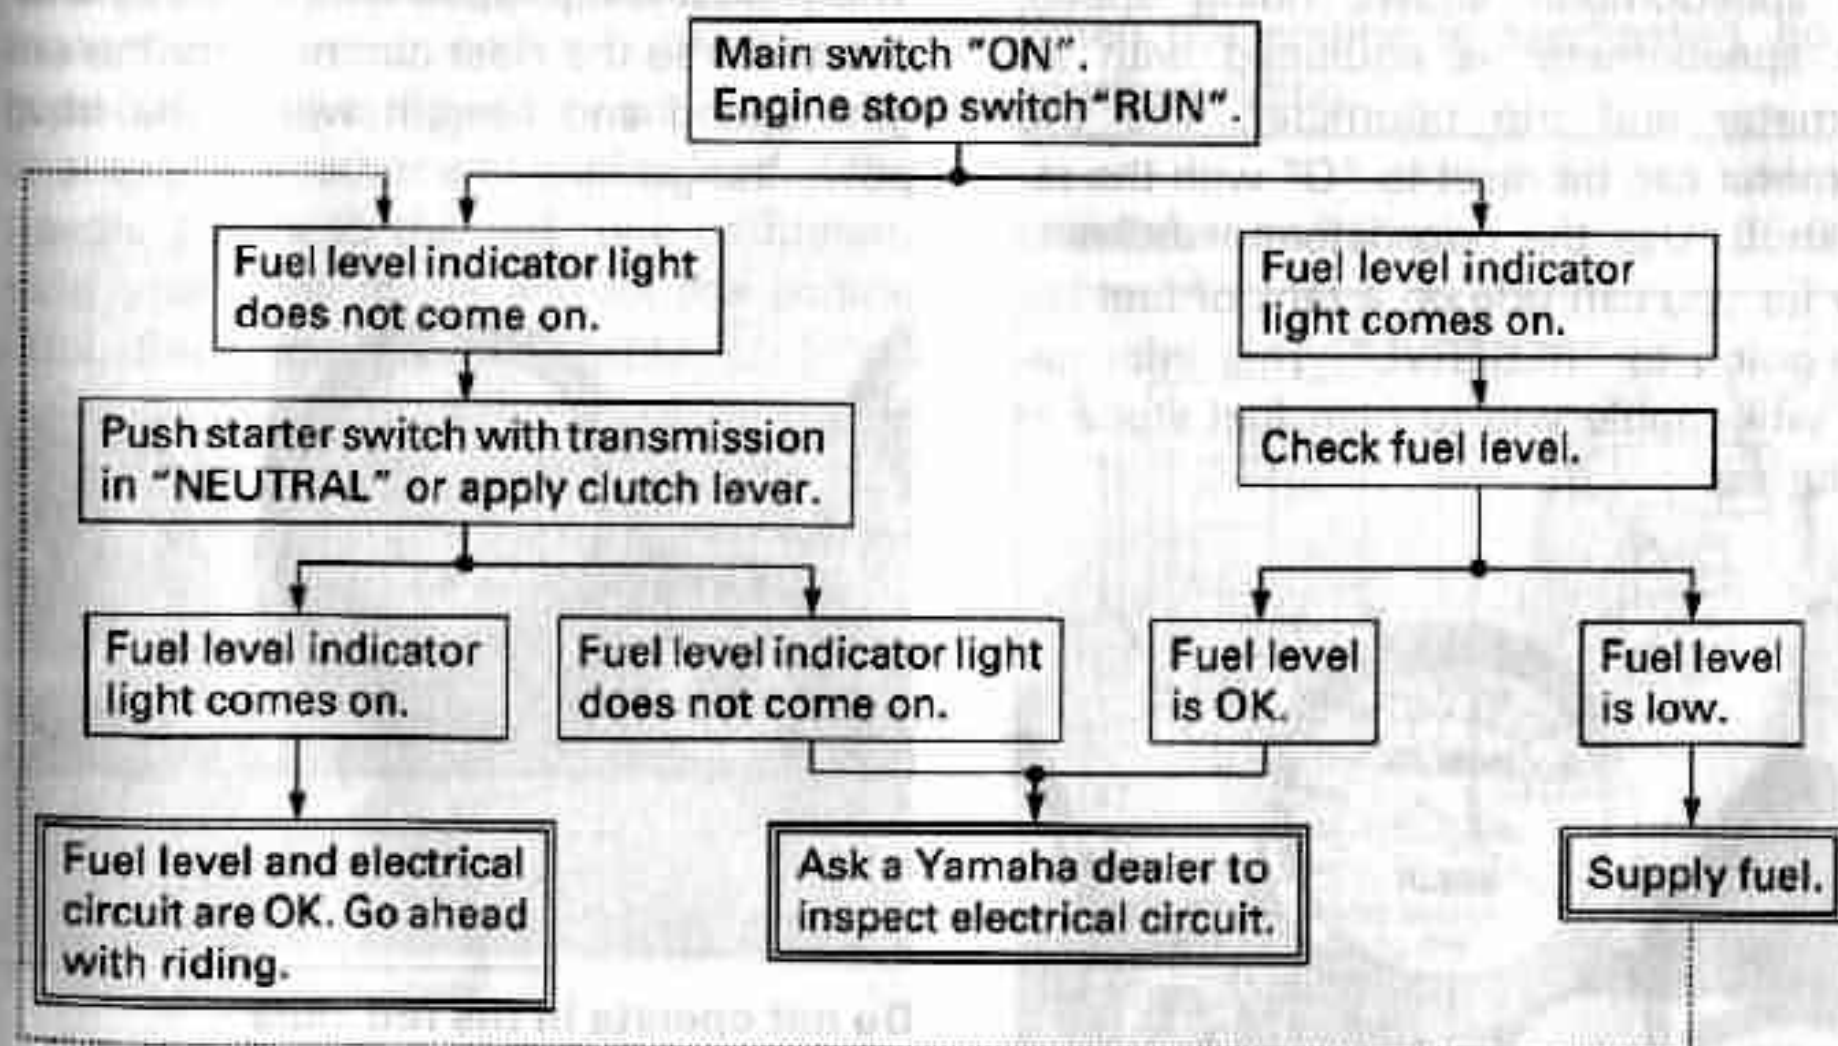 Main switch "ON".
Engine stop switch "RUN".
Fuel level indicator light
does not come on.
Fuel level indicator
light comes on.
Push starter switch with transmission
in "NEUTRAL" or apply clutch lever.
Check fuel level.
Fuel level indicator
light comes on.
Fuel level indicator light
does not come on.
Fuel level
is OK.
Fuel level
is low.
Fuel level and electrical
circuit are OK. Go ahead
with riding.
Ask a Yamaha dealer to
inspect electrical circuit.
Supply fuel.